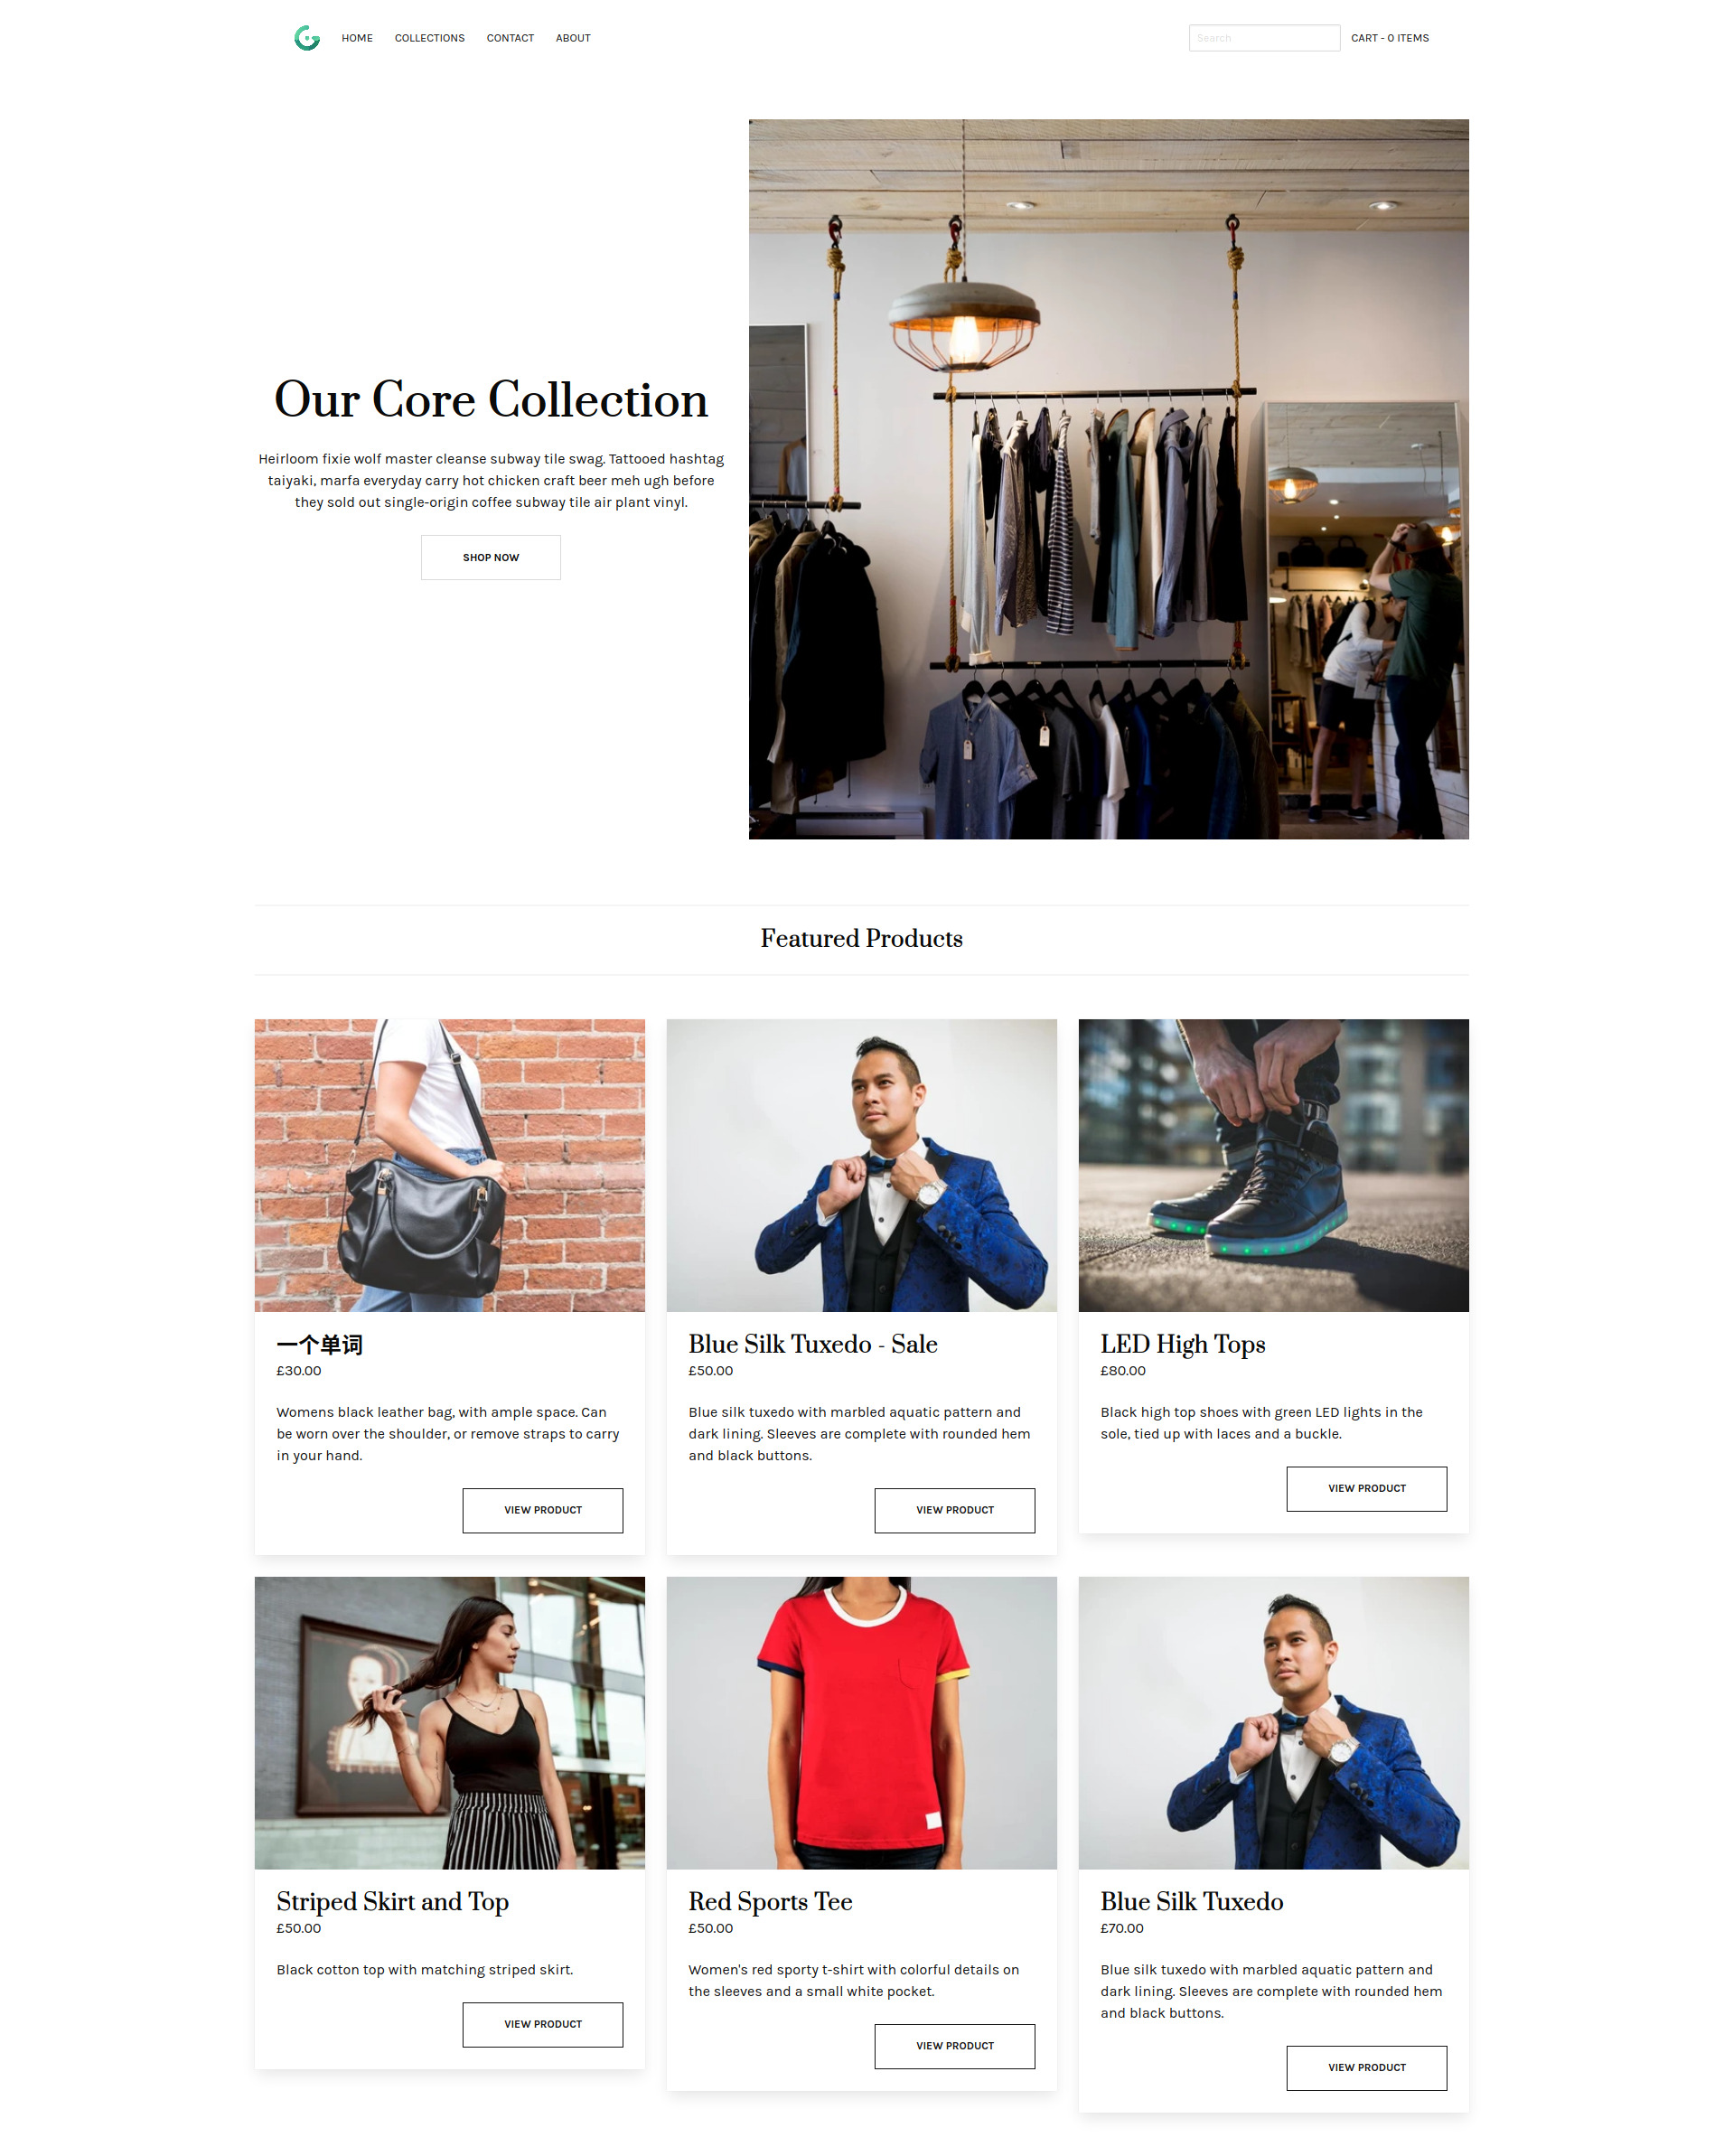 HOME
COLLECTIONS
CONTACT
ABOUT
Search
CART - 0 ITEMS
Our Core Collection
Heirloom fixie wolf master cleanse subway tile swag. Tattooed hashtag
taiyaki, marfa everyday carry hot chicken craft beer meh ugh before
they sold out single-origin coffee subway tile air plant vinyl.
SHOP NOW
Featured Products
一个单词
£30.00
Womens black leather bag, with ample space. Can
be worn over the shoulder, or remove straps to carry
in your hand.
VIEW PRODUCT
Blue Silk Tuxedo - Sale
£50.00
Blue silk tuxedo with marbled aquatic pattern and
dark lining. Sleeves are complete with rounded hem
and black buttons.
VIEW PRODUCT
LED High Tops
£80.00
Black high top shoes with green LED lights in the
sole, tied up with laces and a buckle.
VIEW PRODUCT
Striped Skirt and Top
£50.00
Black cotton top with matching striped skirt.
VIEW PRODUCT
Red Sports Tee
£50.00
Women's red sporty t-shirt with colorful details on
the sleeves and a small white pocket.
VIEW PRODUCT
Blue Silk Tuxedo
£70.00
Blue silk tuxedo with marbled aquatic pattern and
dark lining. Sleeves are complete with rounded hem
and black buttons.
VIEW PRODUCT